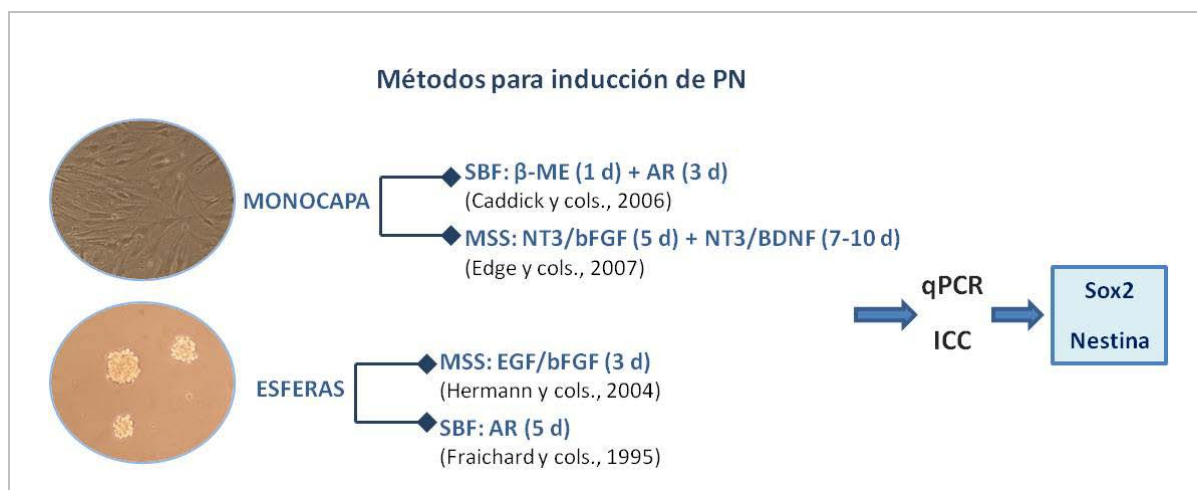 Métodos para inducción de PN
MONOCAPA
SBF: β-ME (1 d) + AR (3 d)
(Caddick y cols., 2006)
MSS: NT3/bFGF (5 d) + NT3/BDNF (7-10 d)
(Edge y cols., 2007)
ESFERAS
MSS: EGF/bFGF (3 d)
(Hermann y cols., 2004)
SBF: AR (5 d)
(Fraichard y cols., 1995)
qPCR
ICC
Sox2
Nestina